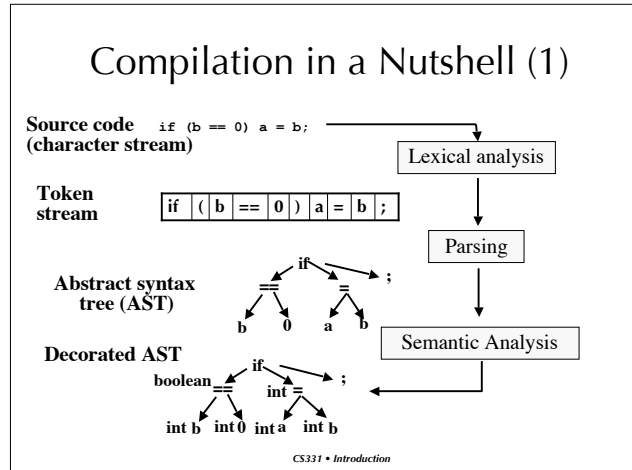 Compilation in a Nutshell (1)
Source code if (b == 0) a = b;
(character stream)
Lexical analysis
Token
stream
if ( b == 0 ) a = b ;
Parsing
Abstract syntax
tree (AST)
if
== = ;
b 0 a b
Semantic Analysis
Decorated AST
if
boolean == int = ;
int b int 0 int a int b
CS331 • Introduction